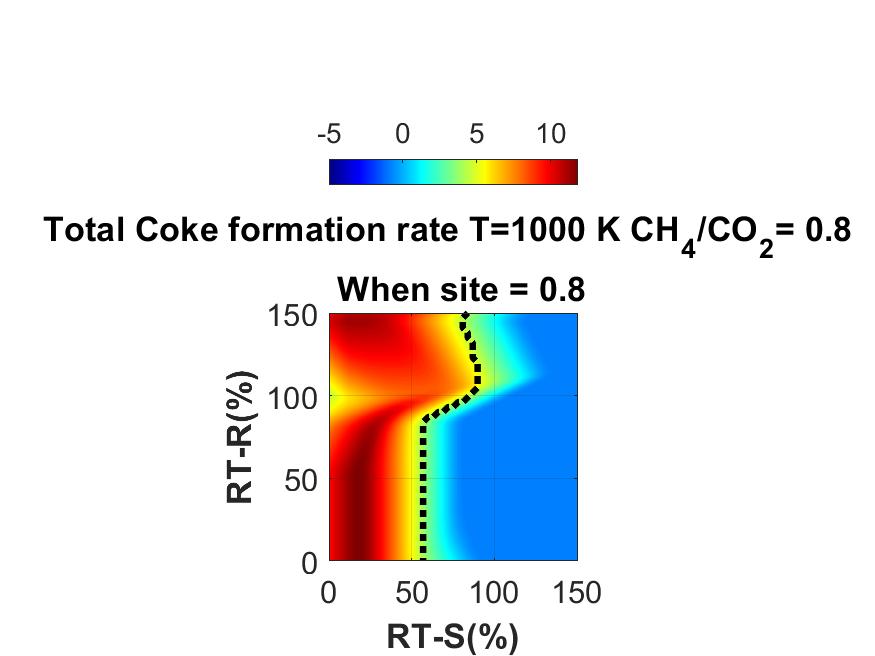 -5 0 5 10
Total Coke formation rate T=1000 K CH4/CO2= 0.8
When site = 0.8
150
100
50
0
RT-R(%)
0 50 100 150
RT-S(%)